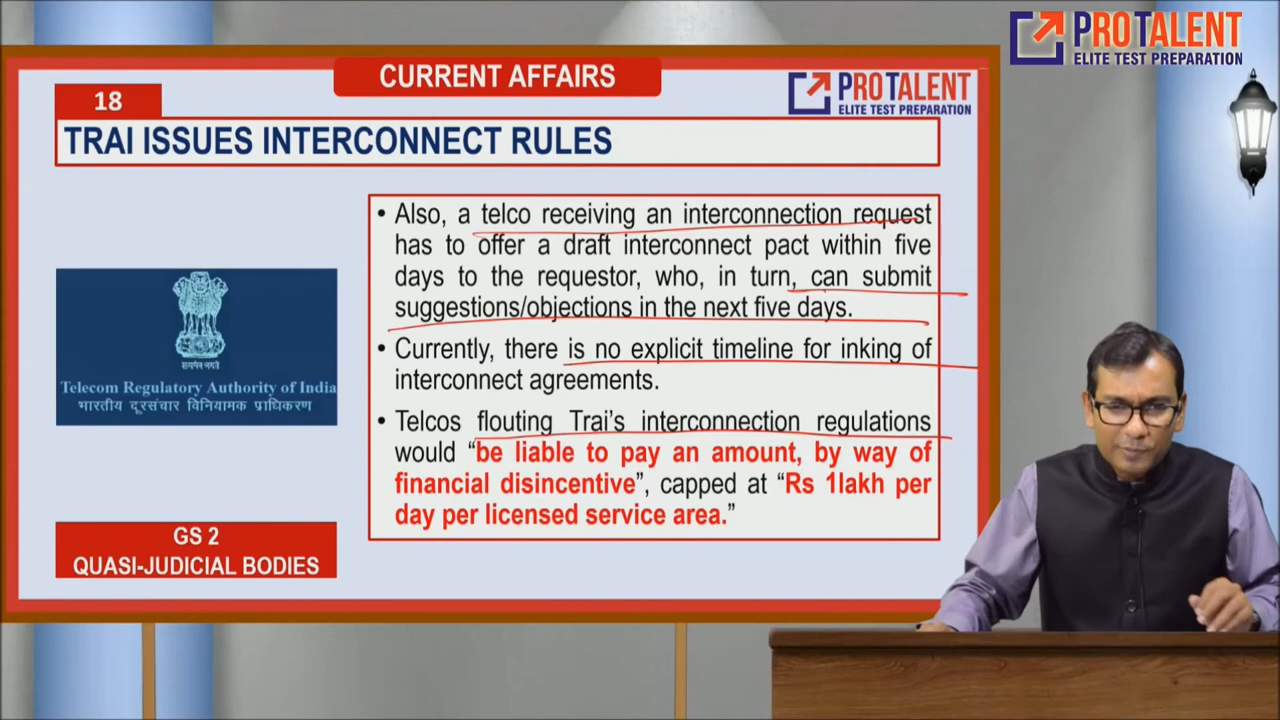 PROTALENT
ELITE TEST PREPARATION
CURRENT AFFAIRS
18
PROTALENT
ELITE TEST PREPARATION
TRAI ISSUES INTERCONNECT RULES
• Also, a telco receiving an interconnection request
has to offer a draft interconnect pact within five
days to the requestor, who, in turn, can submit
suggestions/objections in the next five days.
• Currently, there is no explicit timeline for inking of
interconnect agreements.
• Telcos flouting Trai's interconnection regulations
would “be liable to pay an amount, by way of
financial disincentive”, capped at “Rs 1lakh per
day per licensed service area.”
सत्यमेव जयते
Telecom Regulatory Authority of India
भारतीय दूरसंचार विनियामक प्राधिकरण
GS 2
QUASI-JUDICIAL BODIES